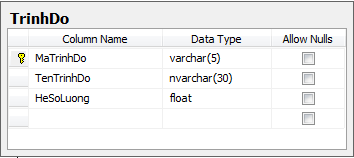 TrinhDo
Column Name Data Type Allow Nulls
MaTrinhDo varchar(5)
TenTrinhDo nvarchar(30)
HeSoLuong float